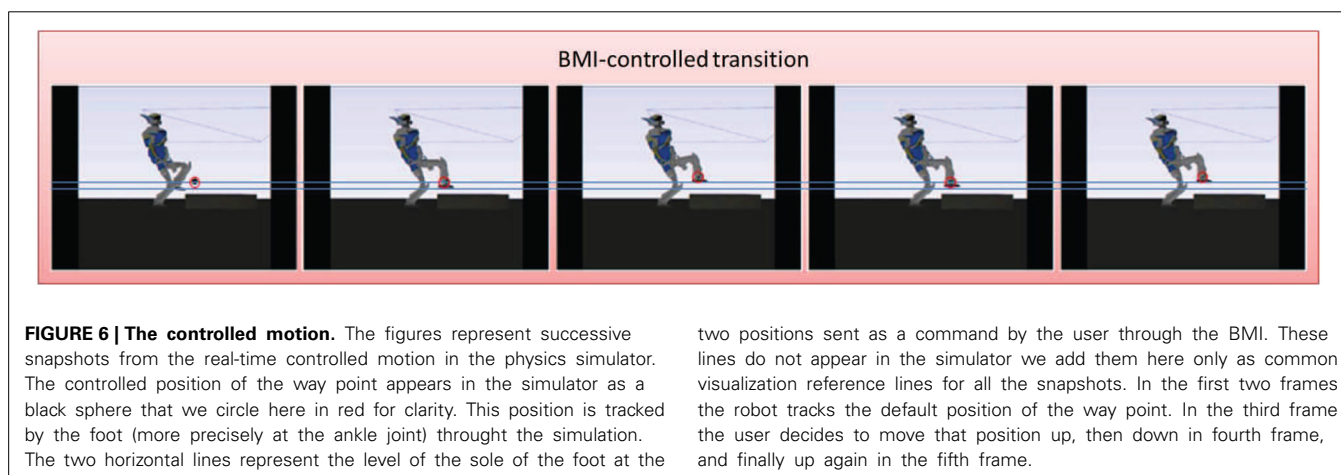 BMI-controlled transition
FIGURE 6 | The controlled motion. The figures represent successive
snapshots from the real-time controlled motion in the physics simulator.
The controlled position of the way point appears in the simulator as a
black sphere that we circle here in red for clarity. This position is tracked
by the foot (more precisely at the ankle joint) throught the simulation.
The two horizontal lines represent the level of the sole of the foot at the
two positions sent as a command by the user through the BMI. These
lines do not appear in the simulator we add them here only as common
visualization reference lines for all the snapshots. In the first two frames
the robot tracks the default position of the way point. In the third frame
the user decides to move that position up, then down in fourth frame,
and finally up again in the fifth frame.